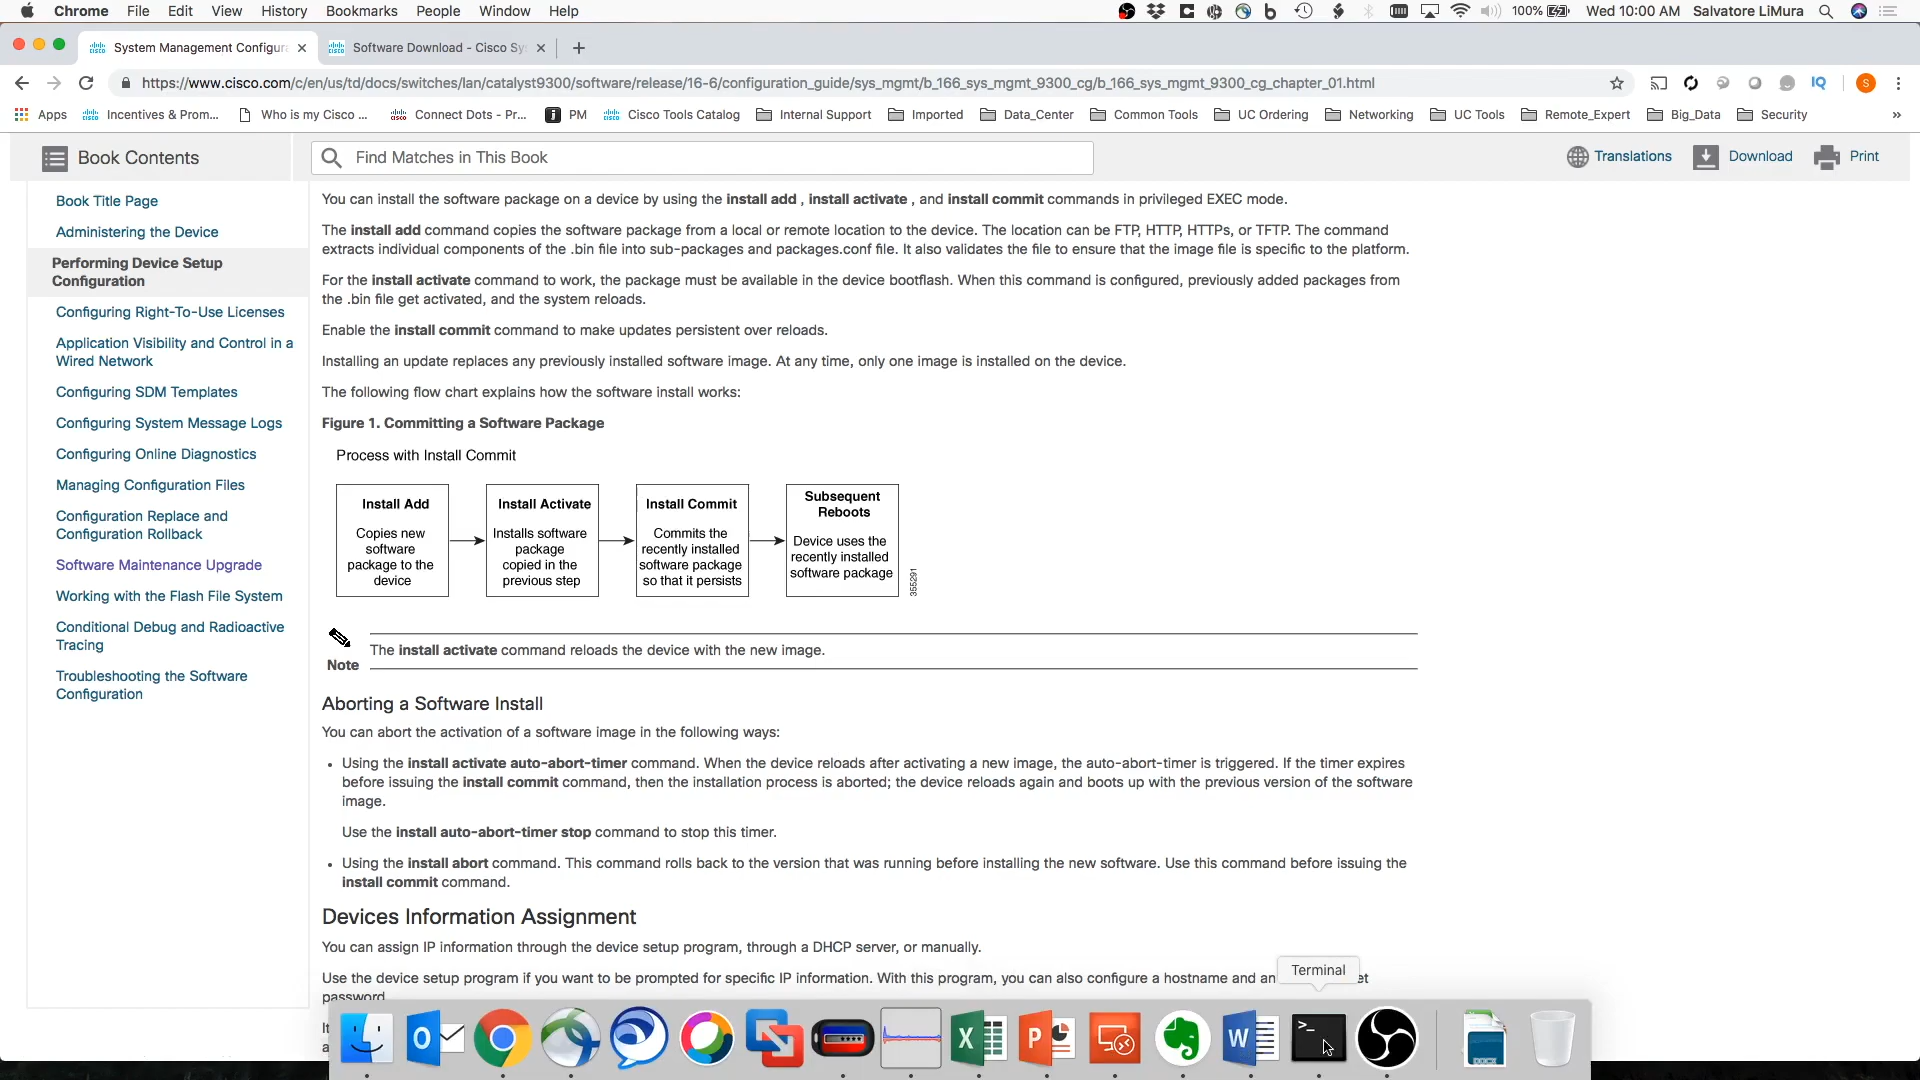 Chrome File Edit View History Bookmarks People Window Help 100% Wed 10:00 AM Salvatore LiMura
System Management Configura Software Download - Cisco Sy
https://www.cisco.com/c/en/us/td/docs/switches/lan/catalyst9300/software/release/16-6/configuration_guide/sys_mgmt/b_166_sys_mgmt_9300_cg/b_166_sys_mgmt_9300_cg_chapter_01.html
Apps Incentives & Prom... Who is my Cisco ... Connect Dots - Pr... PM Cisco Tools Catalog Internal Support Imported Data_Center Common Tools UC Ordering Networking UC Tools Remote_Expert Big_Data Security »
Book Contents
Find Matches in This Book
Translations Download Print
Book Title Page
Administering the Device
Performing Device Setup
Configuration
Configuring Right-To-Use Licenses
Application Visibility and Control in a
Wired Network
Configuring SDM Templates
Configuring System Message Logs
Configuring Online Diagnostics
Managing Configuration Files
Configuration Replace and
Configuration Rollback
Software Maintenance Upgrade
Working with the Flash File System
Conditional Debug and Radioactive
Tracing
Troubleshooting the Software
Configuration
You can install the software package on a device by using the install add , install activate , and install commit commands in privileged EXEC mode.
The install add command copies the software package from a local or remote location to the device. The location can be FTP, HTTP, HTTPs, or TFTP. The command
extracts individual components of the .bin file into sub-packages and packages.conf file. It also validates the file to ensure that the image file is specific to the platform.
For the install activate command to work, the package must be available in the device bootflash. When this command is configured, previously added packages from
the .bin file get activated, and the system reloads.
Enable the install commit command to make updates persistent over reloads.
Installing an update replaces any previously installed software image. At any time, only one image is installed on the device.
The following flow chart explains how the software install works:
Figure 1. Committing a Software Package
Process with Install Commit
Install Add
Copies new
software
package to the
device
Install Activate
Installs software
package
copied in the
previous step
Install Commit
Commits the
recently installed
software package
so that it persists
Subsequent
Reboots
Device uses the
recently installed
software package
355291
Note
The install activate command reloads the device with the new image.
Aborting a Software Install
You can abort the activation of a software image in the following ways:
• Using the install activate auto-abort-timer command. When the device reloads after activating a new image, the auto-abort-timer is triggered. If the timer expires
before issuing the install commit command, then the installation process is aborted; the device reloads again and boots up with the previous version of the software
image.
Use the install auto-abort-timer stop command to stop this timer.
• Using the install abort command. This command rolls back to the version that was running before installing the new software. Use this command before issuing the
install commit command.
Devices Information Assignment
You can assign IP information through the device setup program, through a DHCP server, or manually.
Use the device setup program if you want to be prompted for specific IP information. With this program, you can also configure a hostname and an
password
Terminal